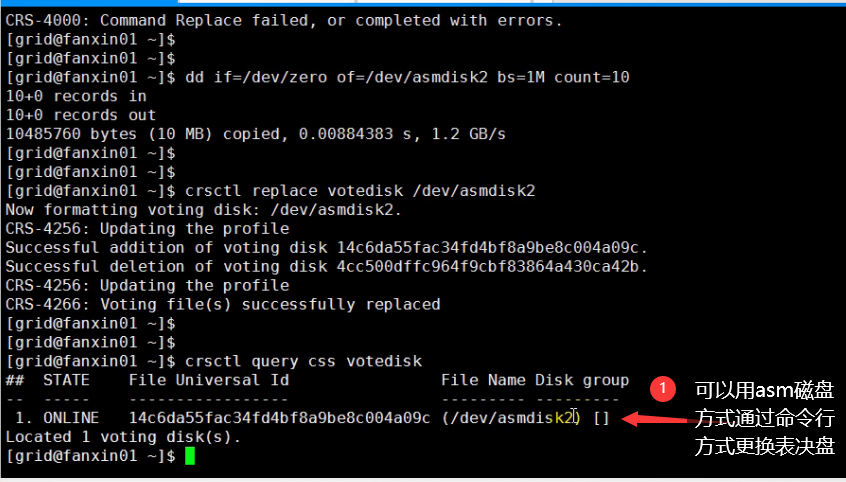 CRS-4000: Command Replace failed, or completed with errors.
[grid@fanxin01 ~]$
[grid@fanxin01 ~]$
[grid@fanxin01 ~]$ dd if=/dev/zero of=/dev/asmdisk2 bs=1M count=10
10+0 records in
10+0 records out
10485760 bytes (10 MB) copied, 0.00884383 s, 1.2 GB/s
[grid@fanxin01 ~]$
[grid@fanxin01 ~]$
[grid@fanxin01 ~]$ crsctl replace votedisk /dev/asmdisk2
Now formatting voting disk: /dev/asmdisk2.
CRS-4256: Updating the profile
Successful addition of voting disk 14c6da55fac34fd4bf8a9be8c004a09c.
Successful deletion of voting disk 4cc500dffc964f9cbf83864a430ca42b.
CRS-4256: Updating the profile
CRS-4266: Voting file(s) successfully replaced
[grid@fanxin01 ~]$
[grid@fanxin01 ~]$
[grid@fanxin01 ~]$ crsctl query css votedisk
## STATE File Universal Id File Name Disk group
-- ----- ----------------- --------- ---------
1. ONLINE 14c6da55fac34fd4bf8a9be8c004a09c (/dev/asmdisk2) []
Located 1 voting disk(s).
[grid@fanxin01 ~]$
1
可以用asm磁盘
方式通过命令行
方式更换表决盘